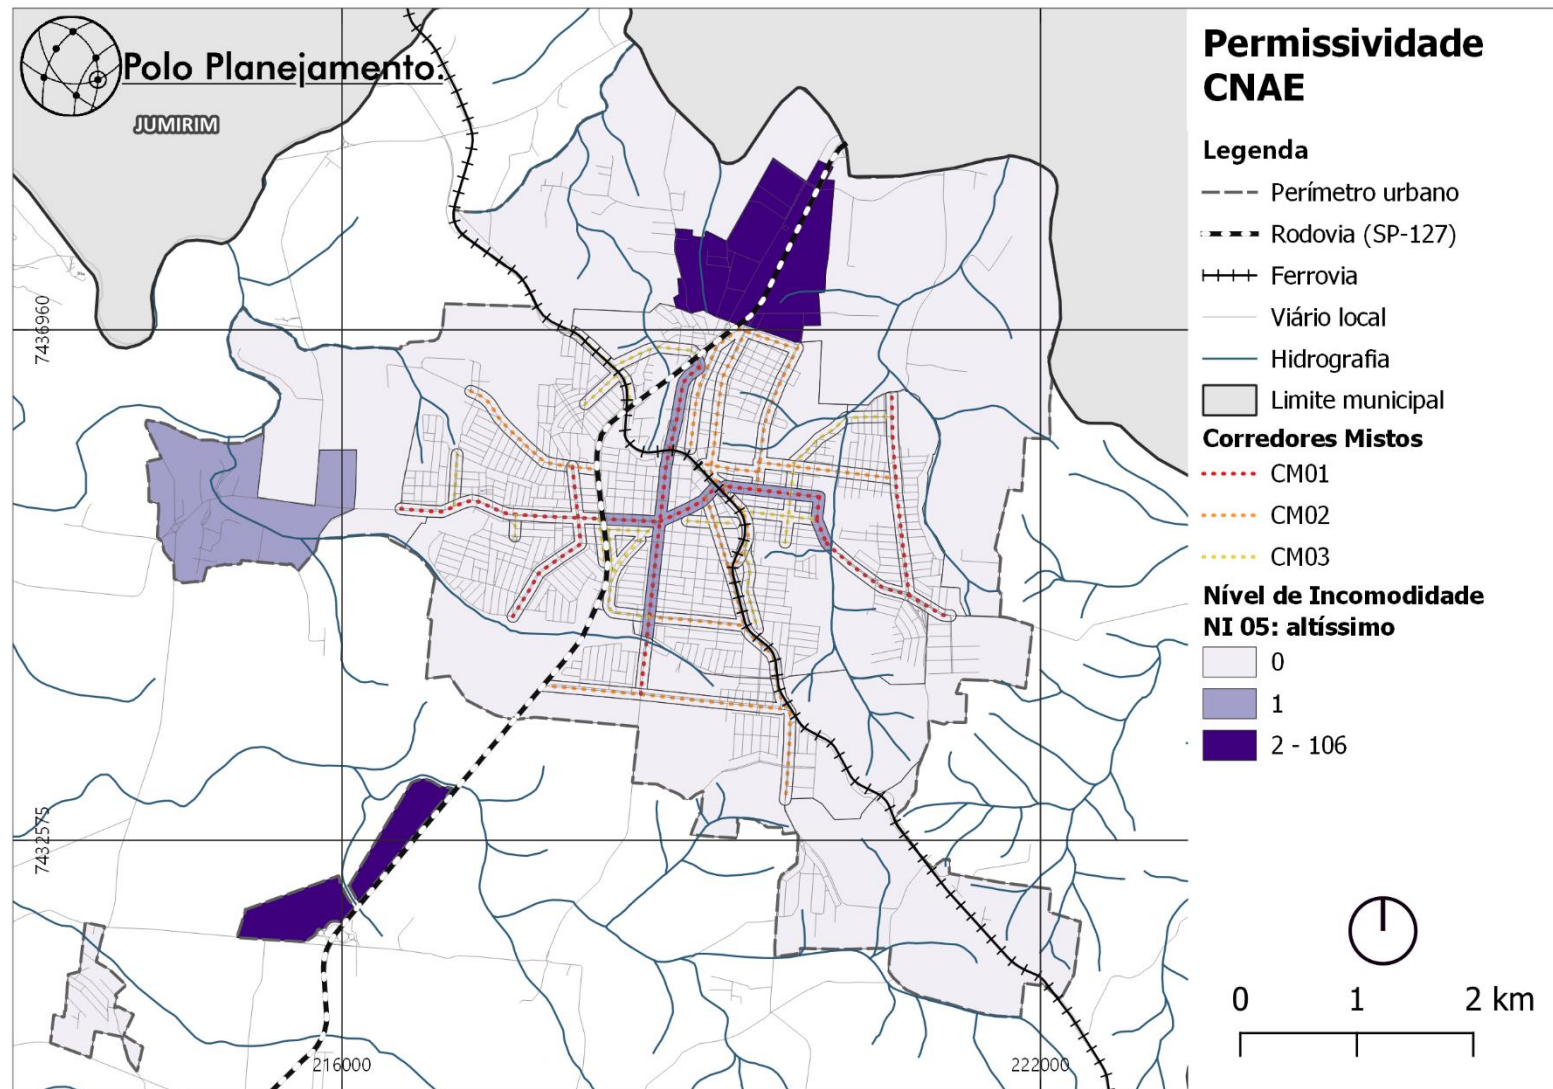 Polo Planejamento.
JUMIRIM
7436960
7432575
216000
222000
Permissividade
CNAE
Legenda
Perímetro urbano
Rodovia (SP-127)
Ferrovia
Viário local
Hidrografia
Limite municipal
Corredores Mistos
CM01
CM02
CM03
Nível de Incomodidade
NI 05: altíssimo
0
1
2 - 106
0 1 2 km